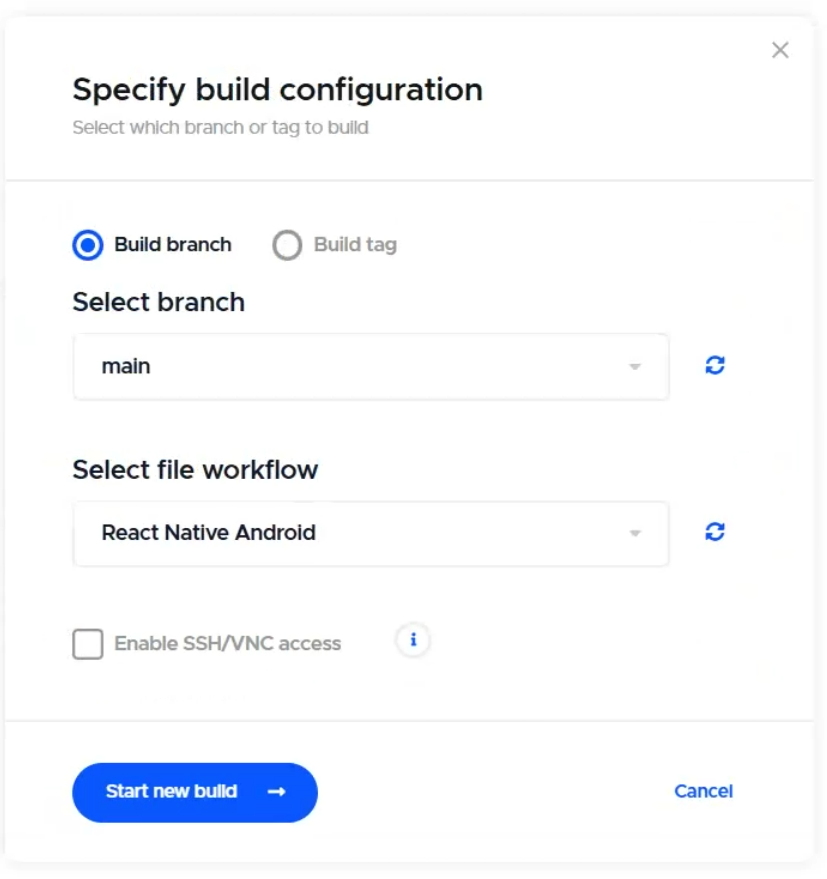 Specify build configuration
Select which branch or tag to build
Build branch Build tag
Select branch
main
Select file workflow
React Native Android
Enable SSH/VNC access i
Start new build → Cancel